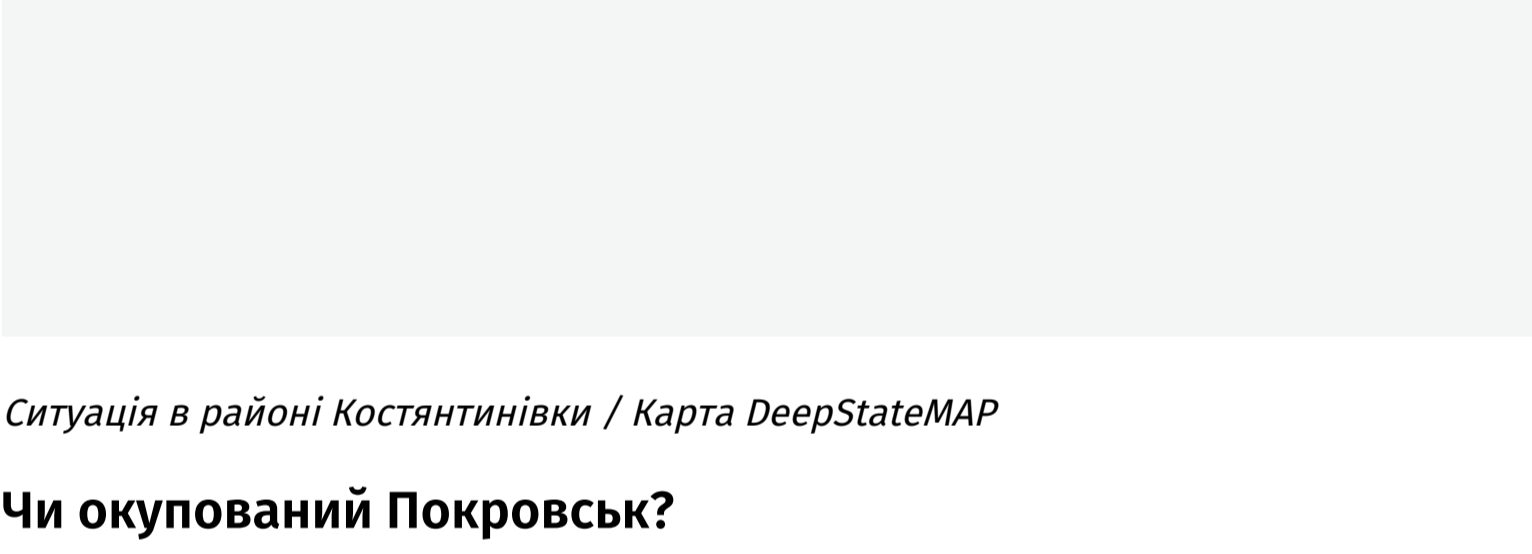 Ситуація в районі Костянтинівки / Карта DeepStateMAP
Чи окупований Покровськ?